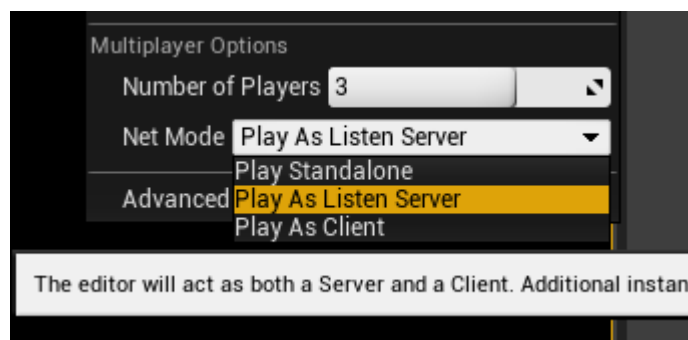 Multiplayer Options
Number of Players 3
Net Mode Play As Listen Server
Play Standalone
Advanced Play As Listen Server
Play As Client
The editor will act as both a Server and a Client. Additional instan